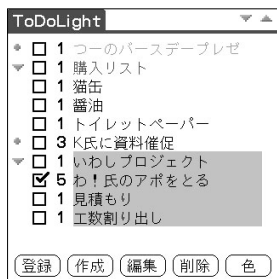 ToDoLight
1 つーのバースデープレゼ
1 購入リスト
1 猫缶
1 醤油
1 トイレットペーパー
3 K氏に資料催促
1 いわしプロジェクト
5 わ！氏のアポをとる
1 見積もり
1 工数割り出し
登録 作成 編集 削除 色